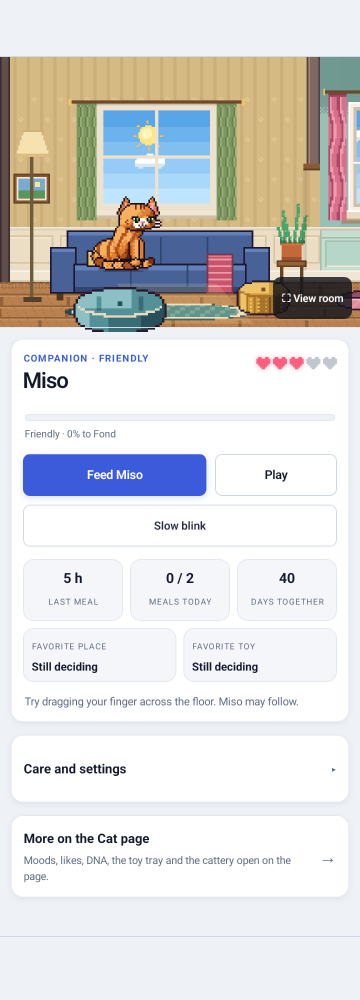 View room
COMPANION · FRIENDLY
Miso
Friendly · 0% to Fond
Feed Miso
Play
Slow blink
5 h
LAST MEAL
0 / 2
MEALS TODAY
40
DAYS TOGETHER
FAVORITE PLACE
Still deciding
FAVORITE TOY
Still deciding
Try dragging your finger across the floor. Miso may follow.
Care and settings
More on the Cat page
Moods, likes, DNA, the toy tray and the cattery open on the
page.